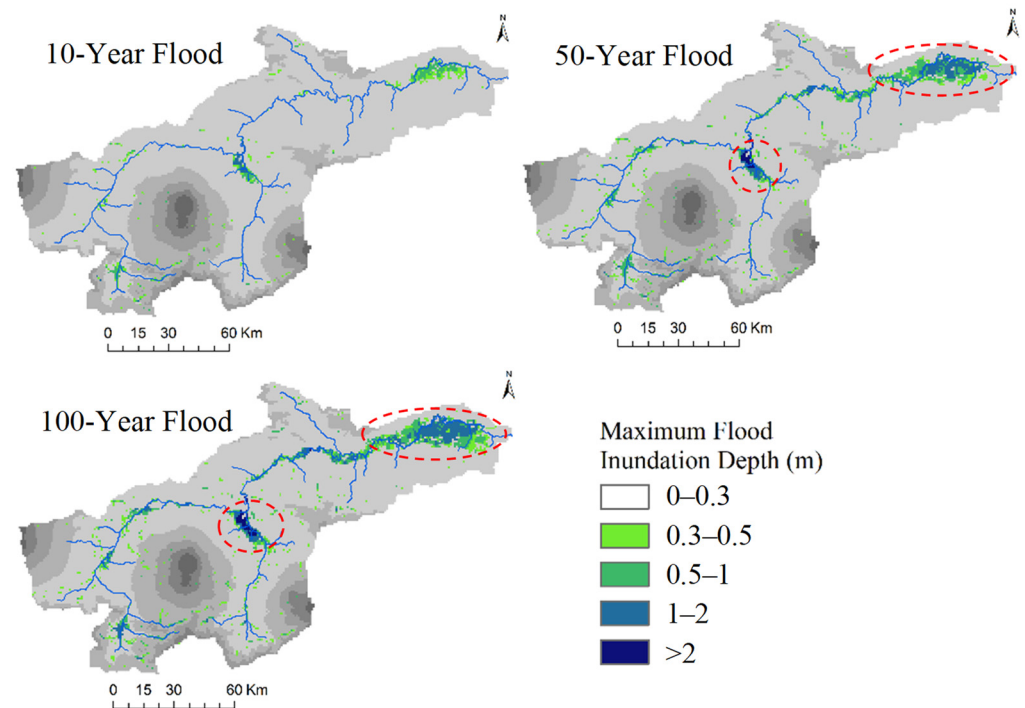 10-Year Flood
N
0 15 30 60 Km
50-Year Flood
N
0 15 30 60 Km
100-Year Flood
N
0 15 30 60 Km
Maximum Flood
Inundation Depth (m)
0–0.3
0.3–0.5
0.5–1
1–2
>2